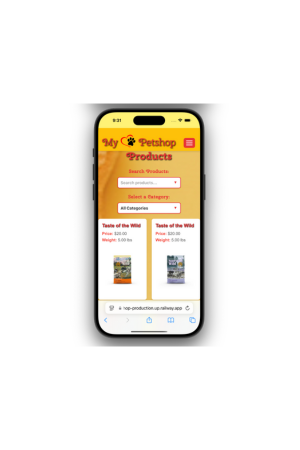 9:31
My Petshop
Products
Search Products:
Search products...
Select a Category:
All Categories
Taste of the Wild
Price: $20.00
Weight: 5.00 lbs
Taste of the Wild
Price: $20.00
Weight: 5.00 lbs
nop-production.up.railway.app